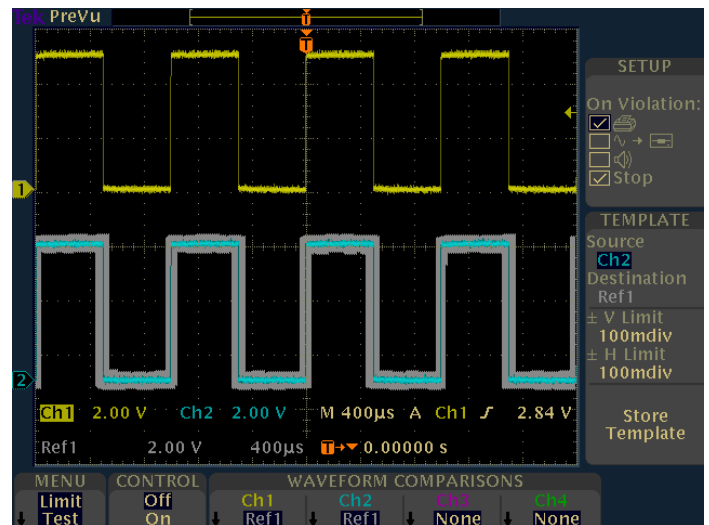 Tek PreVu
T
T
1
2
Ch1 2.00 V Ch2 2.00 V M 400µs A Ch1 ʃ 2.84 V
Ref1 2.00 V 400µs T→▼ 0.00000 s
SETUP
On Violation:
Stop
TEMPLATE
Source
Ch2
Destination
Ref1
± V Limit
100mdiv
± H Limit
100mdiv
Store
Template
MENU
Limit
Test
CONTROL
Off
On
WAVEFORM COMPARISONS
Ch1
Ref1
Ch2
Ref1
Ch3
None
Ch4
None